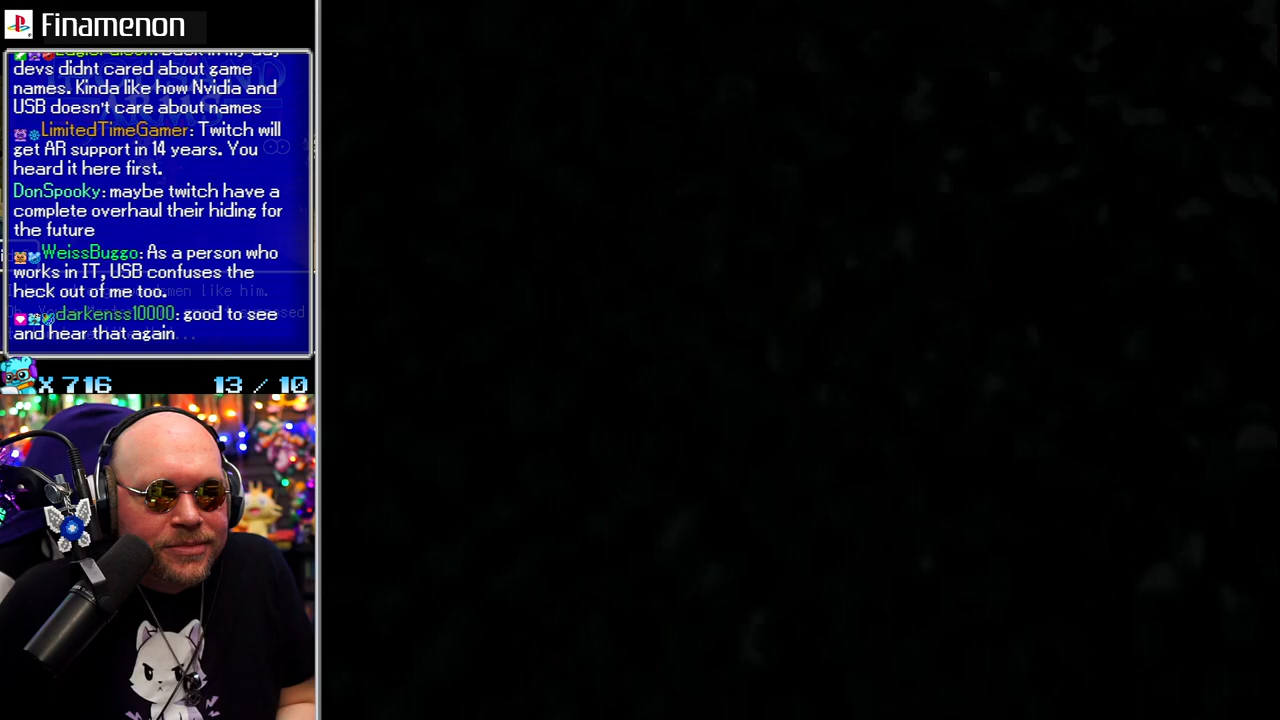 Finamenon
devs didnt cared about game
names. Kinda like how Nvidia and
USB doesn't care about names
LimitedTimeGamer: Twitch will
get AR support in 14 years. You
heard it here first.
DonSpooky: maybe twitch have a
complete overhaul their hiding for
the future
WeissBuggo: As a person who
works in IT, USB confuses the
heck out of me too.
darkenss10000: good to see
and hear that again
X 716 13 / 10